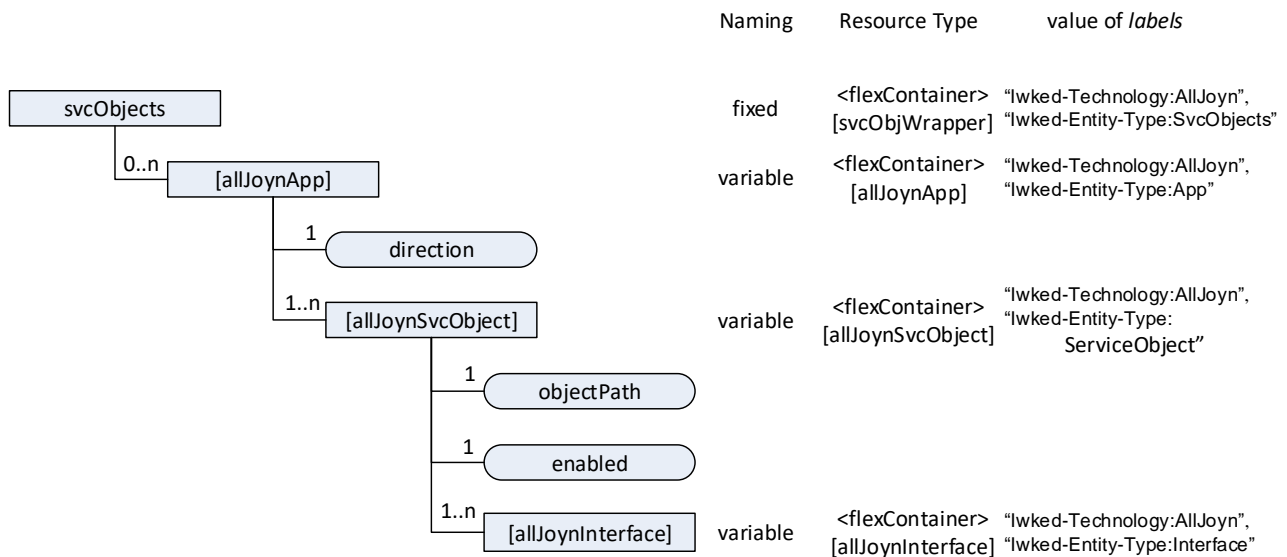 Naming Resource Type value of labels
svcObjects
fixed
<flexContainer>
[svcObjWrapper]
“Iwked-Technology:AllJoyn”,
“Iwked-Entity-Type:SvcObjects”
0..n
[allJoynApp]
variable
<flexContainer>
[allJoynApp]
“Iwked-Technology:AllJoyn”,
“Iwked-Entity-Type:App”
1
direction
1..n
[allJoynSvcObject]
variable
<flexContainer>
[allJoynSvcObject]
“Iwked-Technology:AllJoyn”,
“Iwked-Entity-Type:
ServiceObject”
1
objectPath
1
enabled
1..n
[allJoynInterface]
variable
<flexContainer>
[allJoynInterface]
“Iwked-Technology:AllJoyn”,
“Iwked-Entity-Type:Interface”